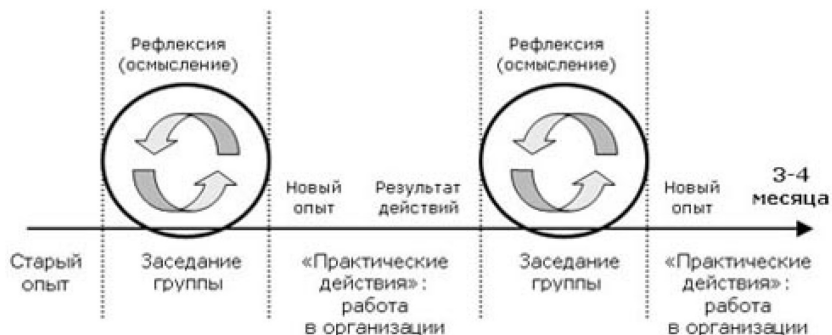 Рефлексия
(осмысление)
Рефлексия
(осмысление)
Новый
опыт
Результат
действий
Новый
опыт
3-4
месяца
Старый
опыт
Заседание
группы
«Практические
действия»:
работа
в организации
Заседание
группы
«Практические
действия»:
работа
в организации